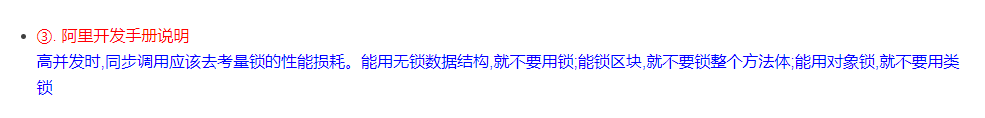 ③. 阿里开发手册说明
高并发时,同步调用应该去考量锁的性能损耗。能用无锁数据结构,就不要用锁;能锁区块,就不要锁整个方法体;能用对象锁,就不要用类
锁